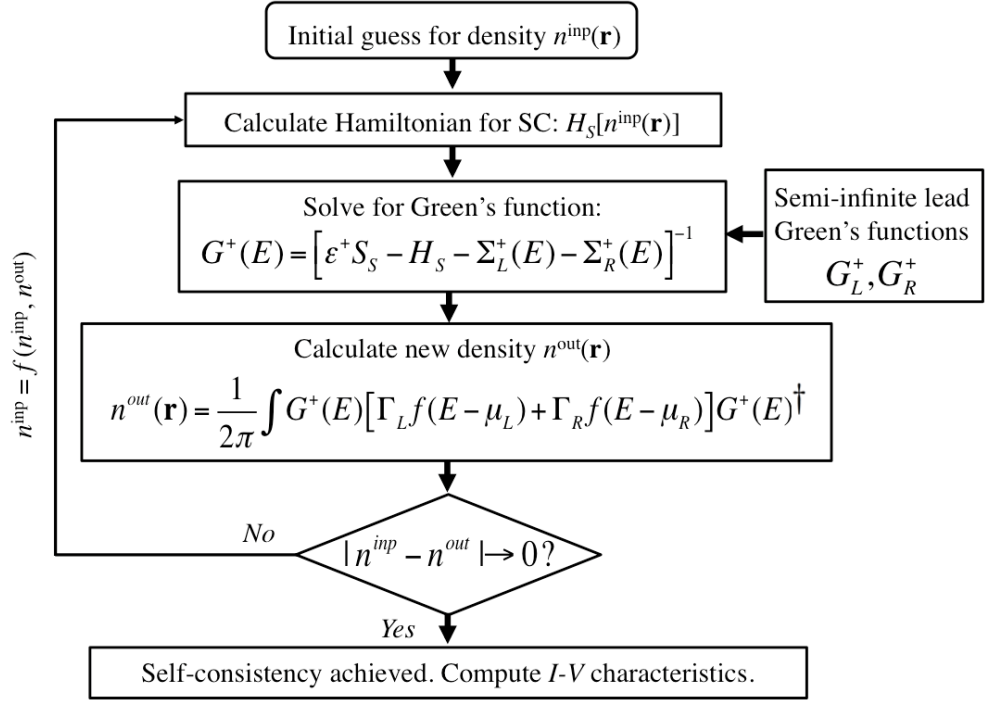 Initial guess for density n^inp(r)
Calculate Hamiltonian for SC: H_S[n^inp(r)]
Solve for Green's function:
G⁺(E) = [ε⁺S_S − H_S − Σ_L⁺(E) − Σ_R⁺(E)]⁻¹
Semi-infinite lead
Green's functions
G_L⁺, G_R⁺
Calculate new density n^out(r)
n^out(r) = 1/2π ∫ G⁺(E)[Γ_L f(E − μ_L) + Γ_R f(E − μ_R)]G⁺(E)†
n^inp = f (n^inp, n^out)
No
| n^inp − n^out |→ 0?
Yes
Self-consistency achieved. Compute I-V characteristics.